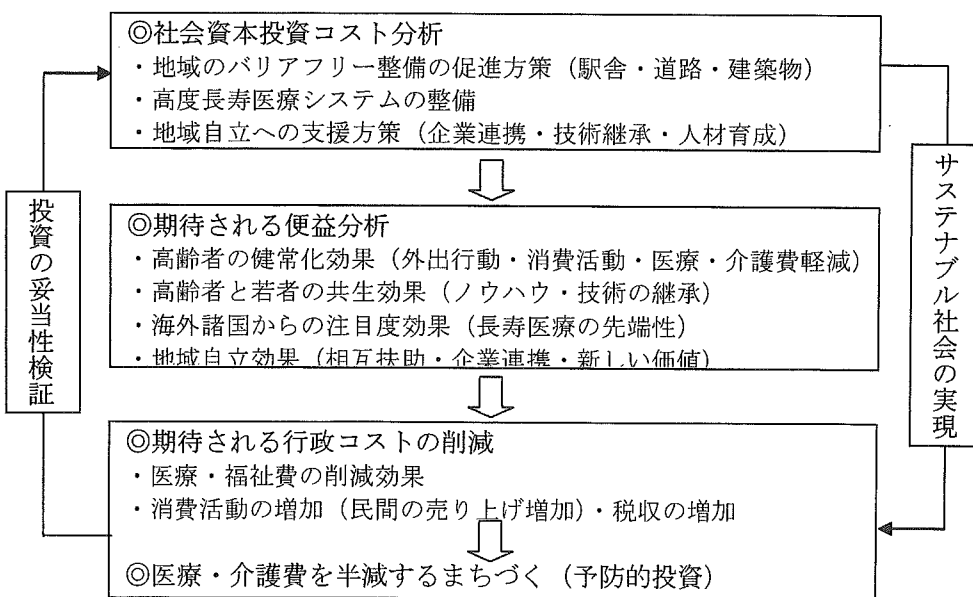 ◎社会資本投資コスト分析
・地域のバリアフリー整備の促進方策（駅舎・道路・建築物）
・高度長寿医療システムの整備
・地域自立への支援方策（企業連携・技術継承・人材育成）
投資の妥当性検証
サステナブル社会の実現
◎期待される便益分析
・高齢者の健常化効果（外出行動・消費活動・医療・介護費軽減）
・高齢者と若者の共生効果（ノウハウ・技術の継承）
・海外諸国からの注目度効果（長寿医療の先端性）
・地域自立効果（相互扶助・企業連携・新しい価値）
◎期待される行政コストの削減
・医療・福祉費の削減効果
・消費活動の増加（民間の売り上げ増加）・税収の増加
◎医療・介護費を半減するまちづく（予防的投資）